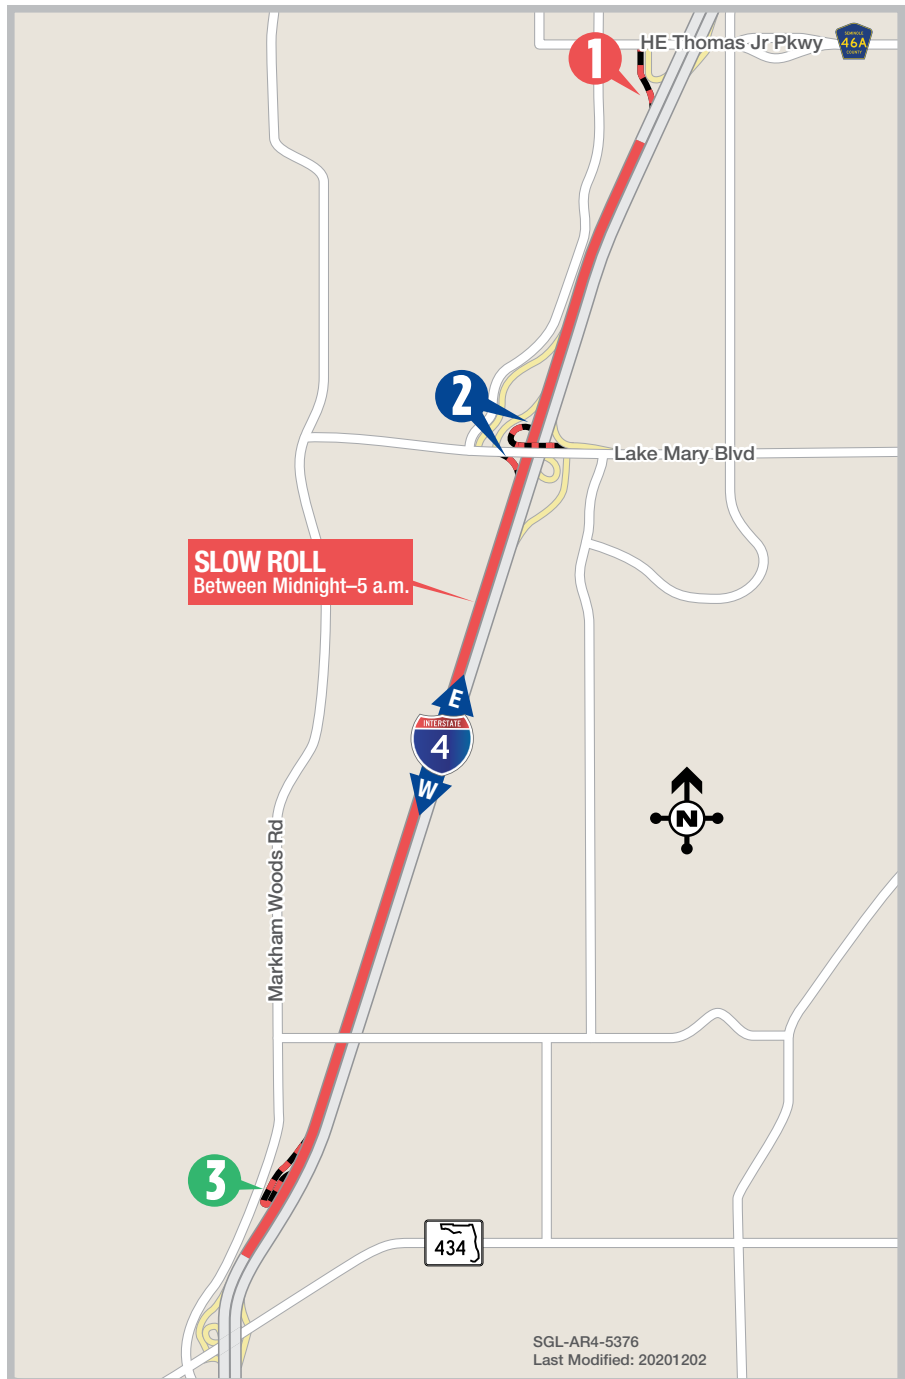 HE Thomas Jr Pkwy
SEMINOLE
46A
COUNTY
1
2
Lake Mary Blvd
SLOW ROLL
Between Midnight–5 a.m.
E
INTERSTATE
4
W
N
Markham Woods Rd
3
434
SGL-AR4-5376
Last Modified: 20201202